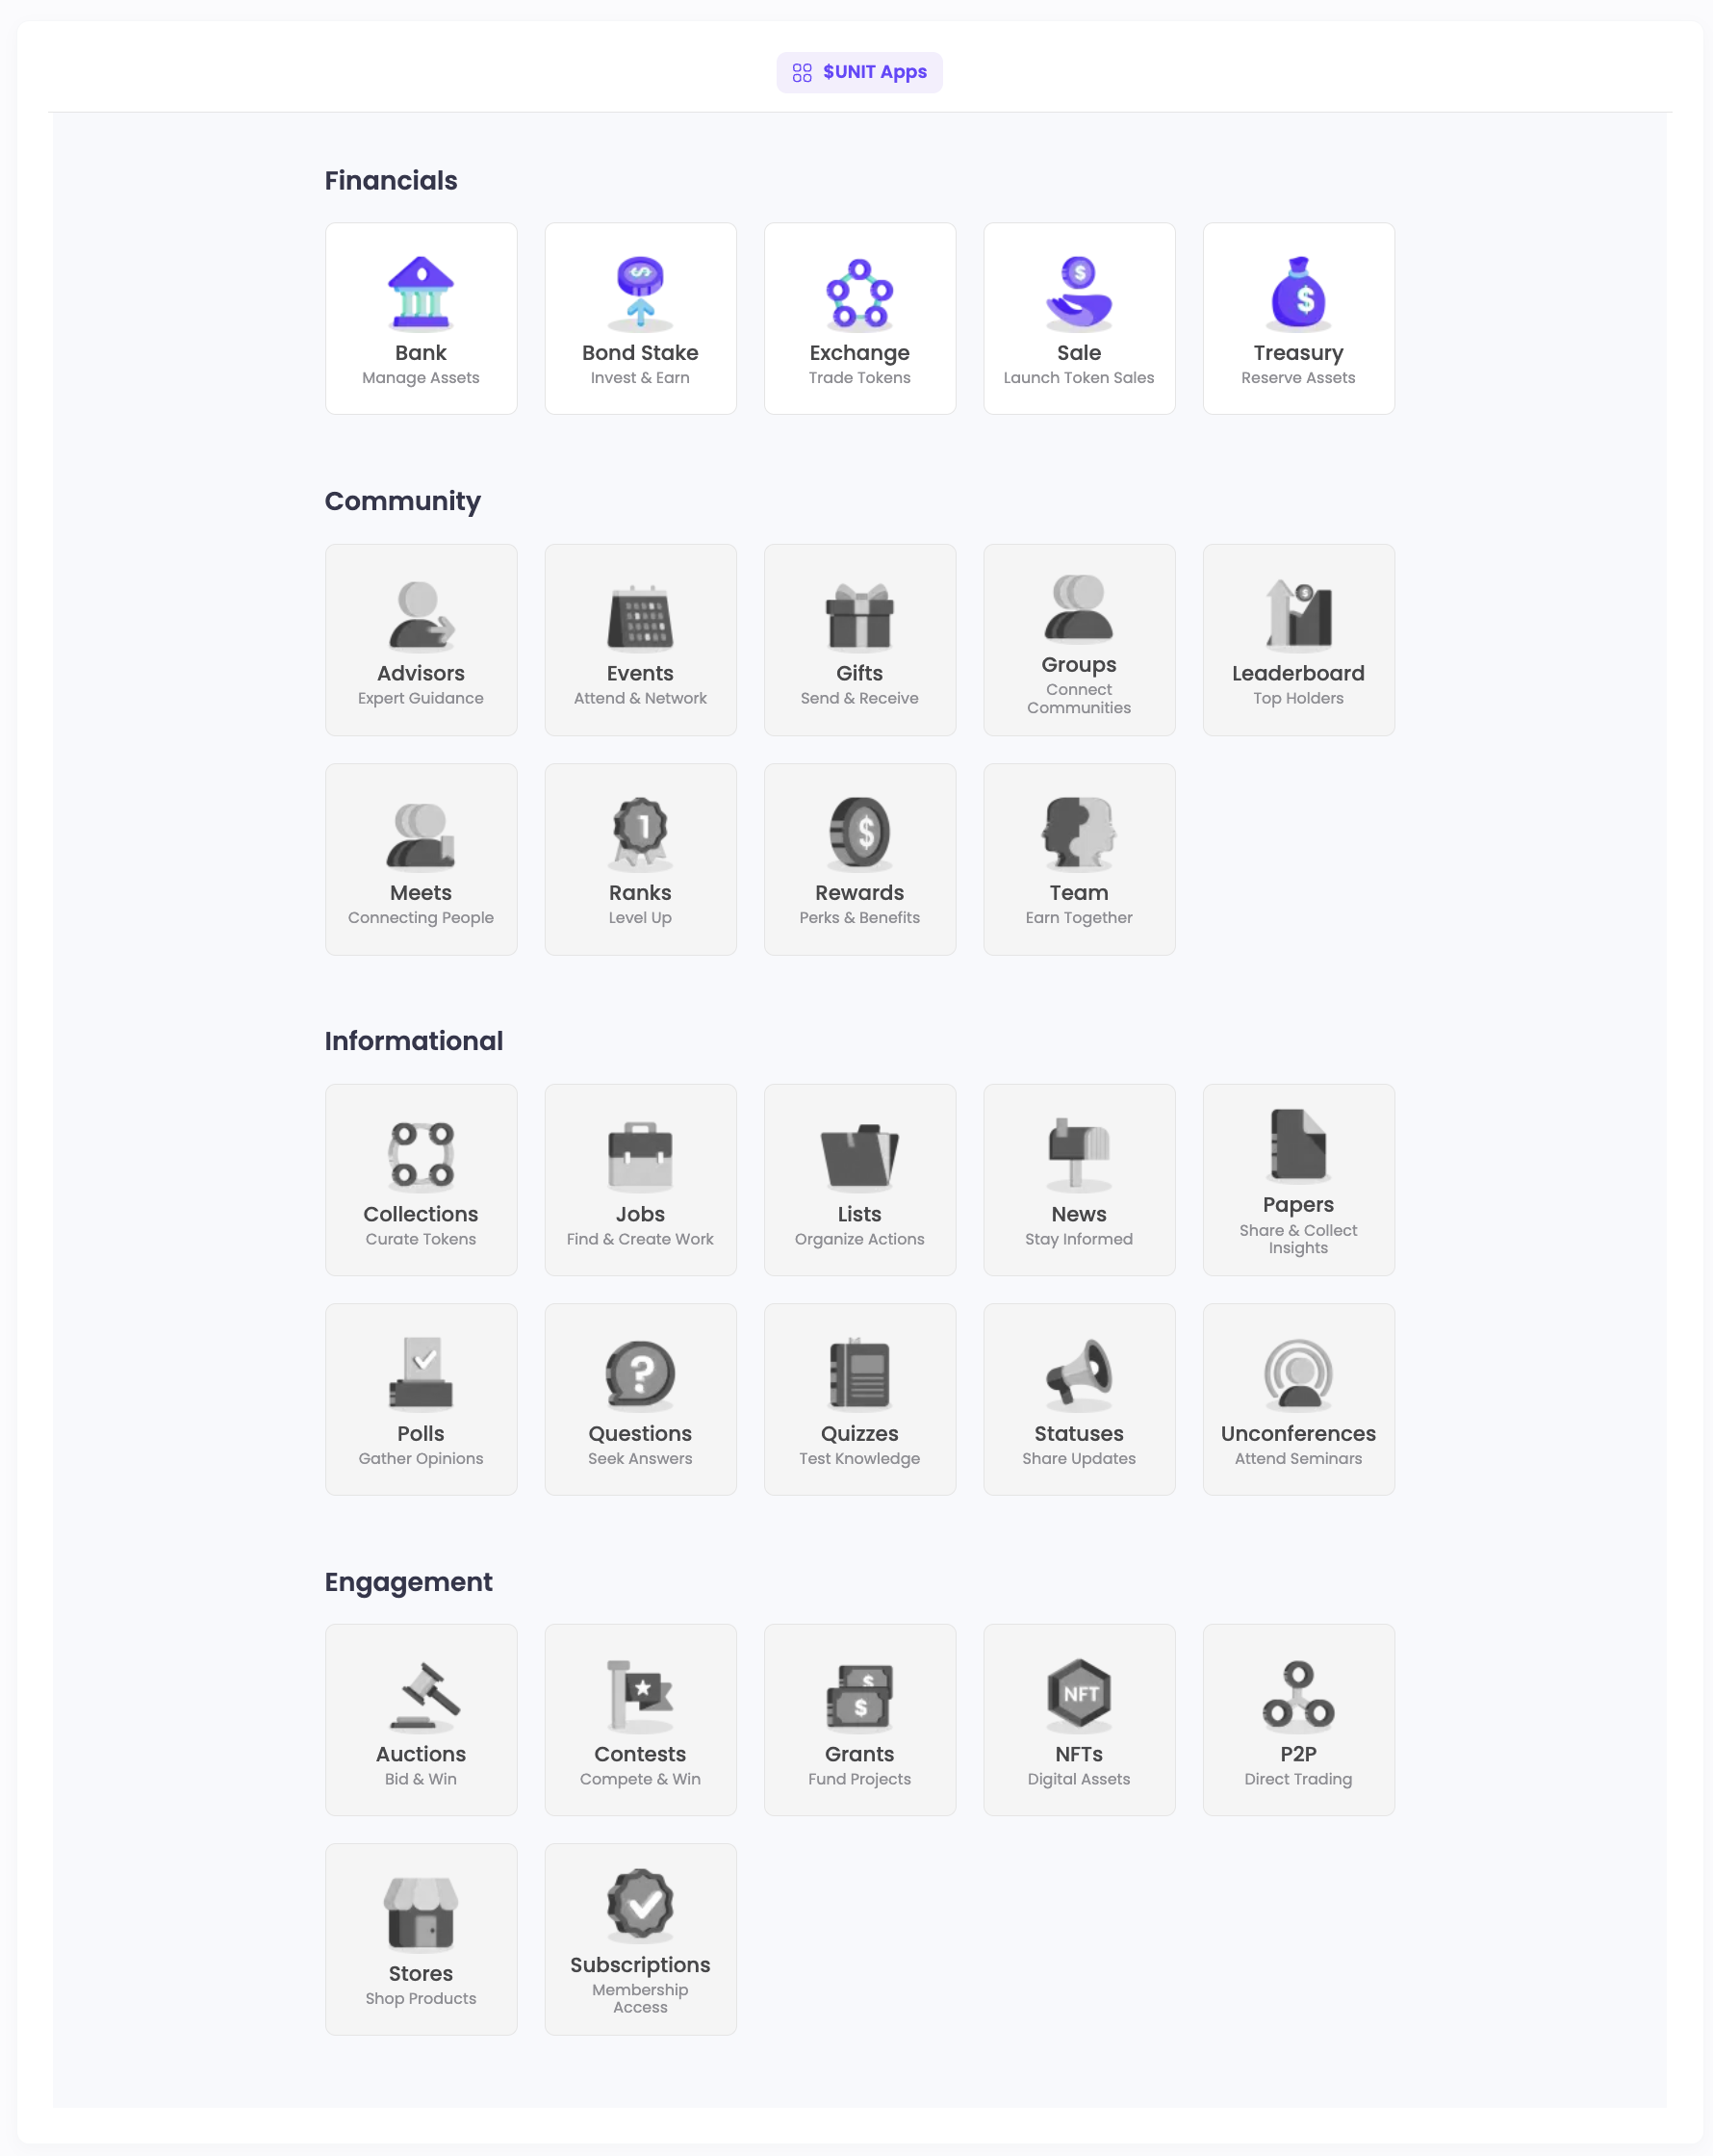 $UNIT Apps
Financials
Bank
Manage Assets
Bond Stake
Invest & Earn
Exchange
Trade Tokens
$
Sale
Launch Token Sales
$
Treasury
Reserve Assets
Community
Advisors
Expert Guidance
Events
Attend & Network
Gifts
Send & Receive
Groups
Connect
Communities
$
Leaderboard
Top Holders
Meets
Connecting People
1
Ranks
Level Up
$
Rewards
Perks & Benefits
Team
Earn Together
Informational
Collections
Curate Tokens
Jobs
Find & Create Work
Lists
Organize Actions
News
Stay Informed
Papers
Share & Collect
Insights
Polls
Gather Opinions
?
Questions
Seek Answers
Quizzes
Test Knowledge
Statuses
Share Updates
Unconferences
Attend Seminars
Engagement
Auctions
Bid & Win
Contests
Compete & Win
$
$
Grants
Fund Projects
NFT
NFTs
Digital Assets
P2P
Direct Trading
Stores
Shop Products
Subscriptions
Membership
Access